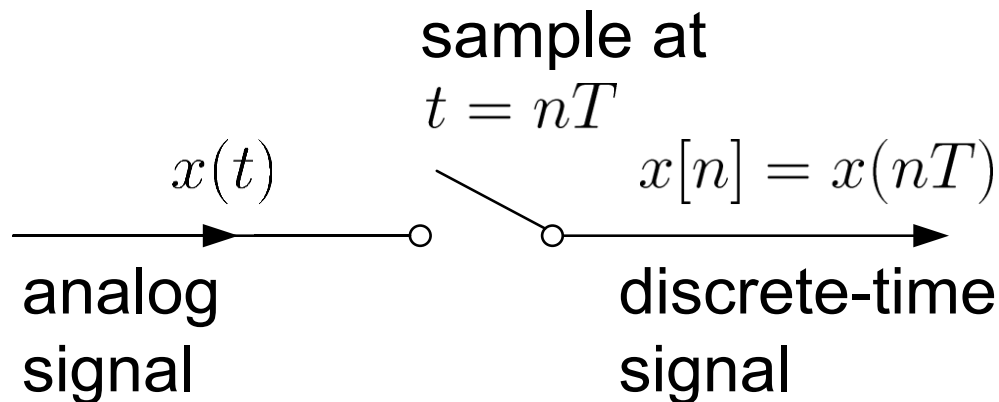 sample at
t = nT
x(t)
x[n] = x(nT)
analog
signal
discrete-time
signal